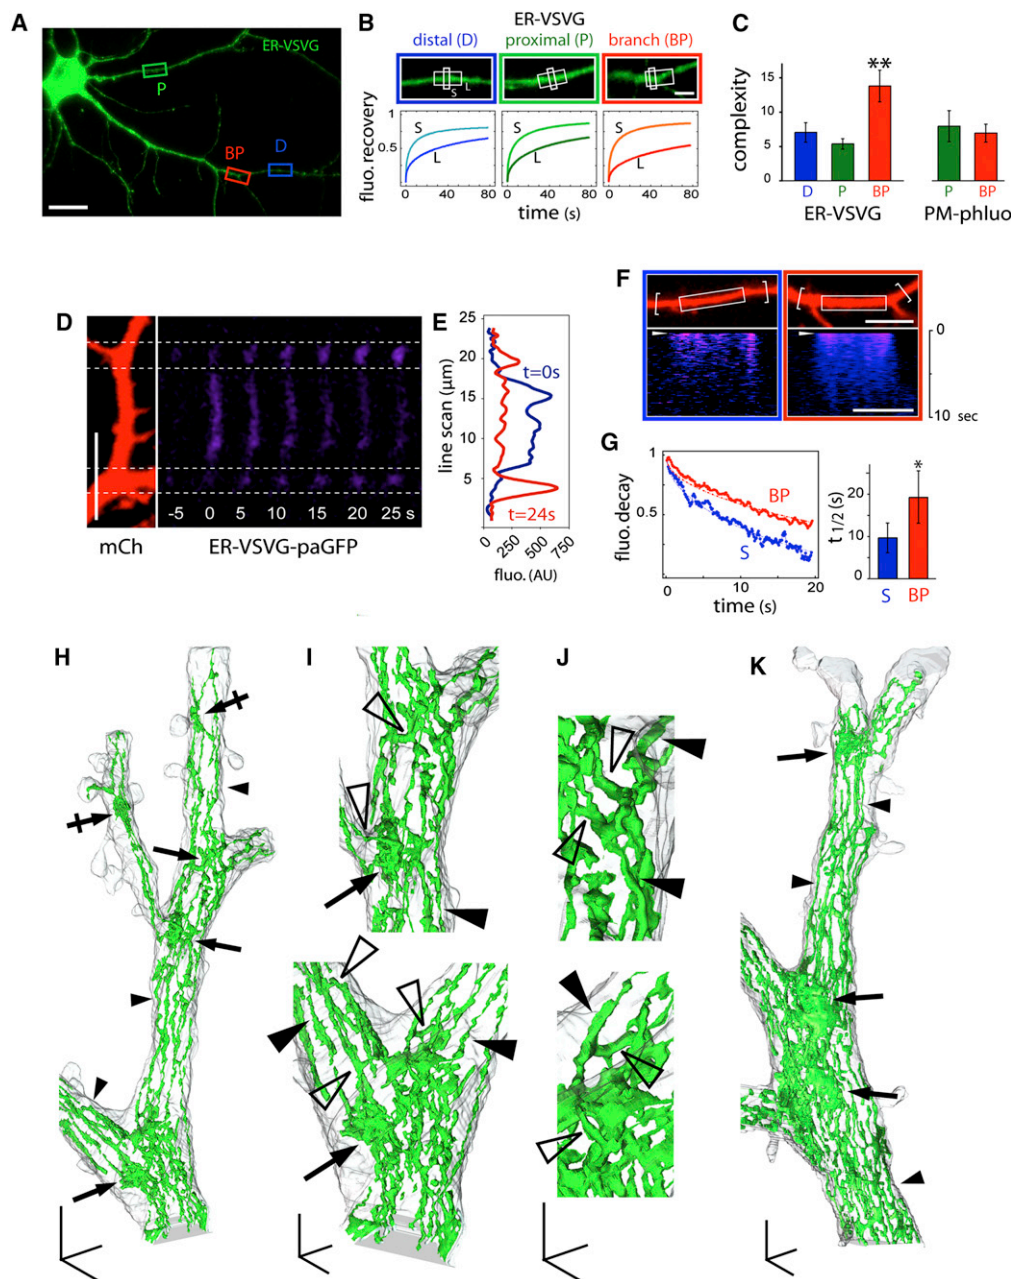 A
ER-VSVG
P
BP
D
B
ER-VSVG
distal (D)
proximal (P)
branch (BP)
S
L
fluo. recovery
0.5
1
S
L
S
L
S
L
0 40 80
0 40 80
0 40 80
time (s)
C
complexity
15
10
5
0
**
D
P
BP
P
BP
ER-VSVG
PM-phluo
D
-5 0 5 10 15 20 25 s
mCh
ER-VSVG-paGFP
E
line scan (µm)
25
20
15
10
5
t=0s
t=24s
0
250
500
750
fluo. (AU)
F
0
10
sec
G
fluo.decay
1
0.5
BP
S
0 10 20
time (s)
t 1/2 (s)
20
10
0
*
S
BP
H
I
J
K